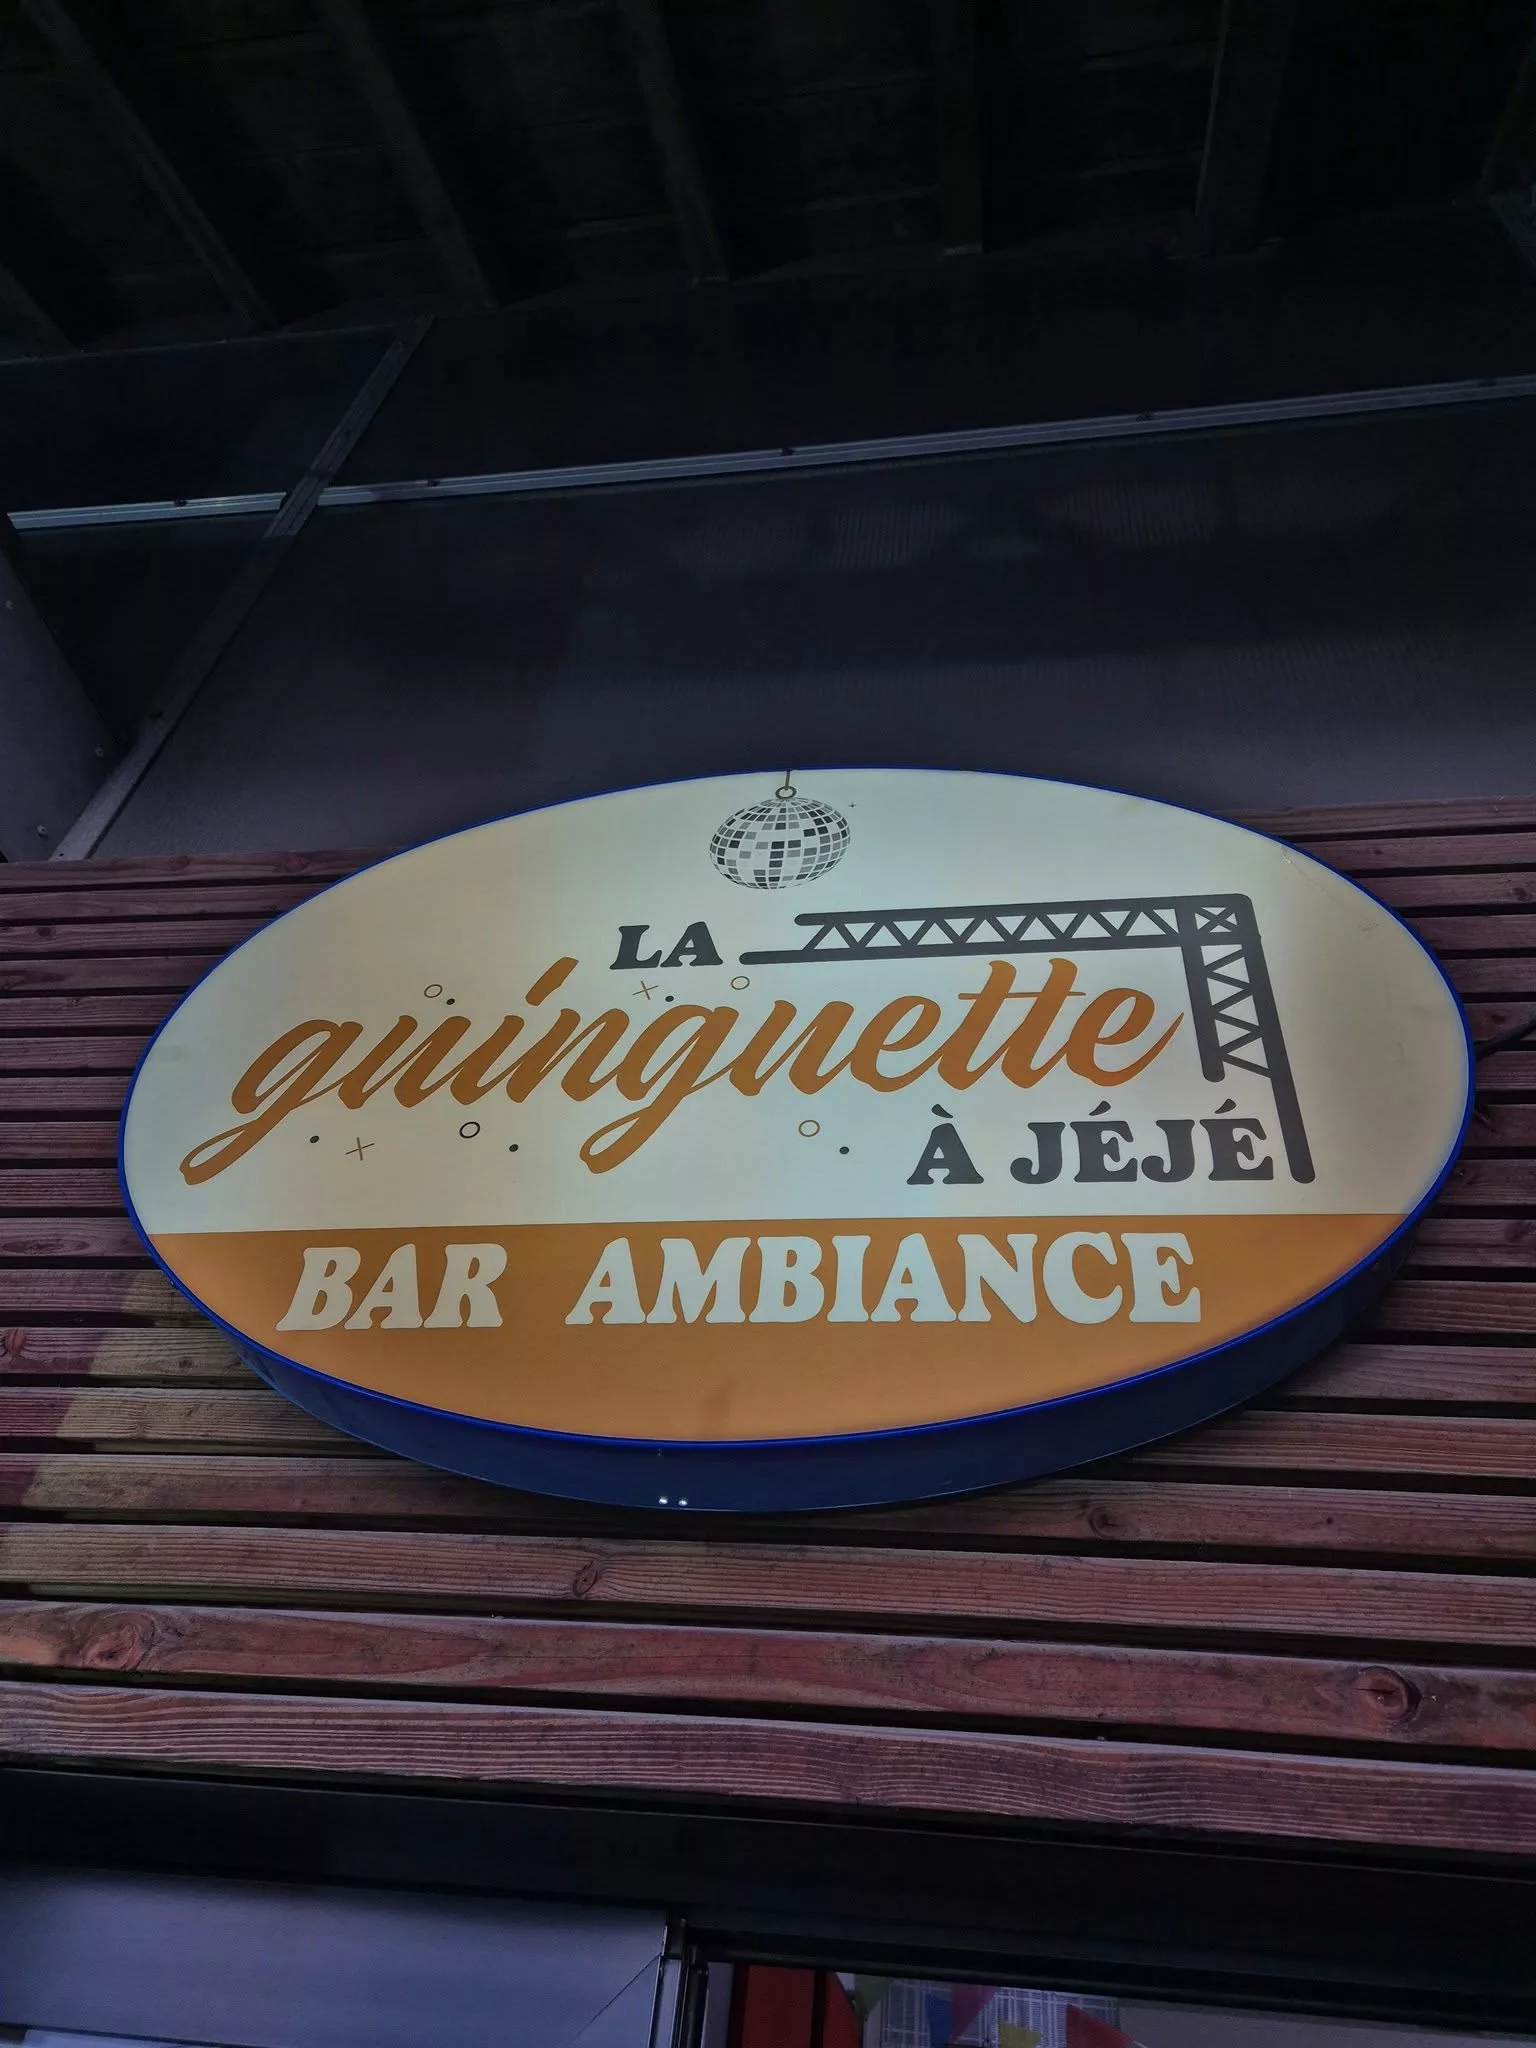 LA
guinguette
À JÉJÉ
BAR AMBIANCE